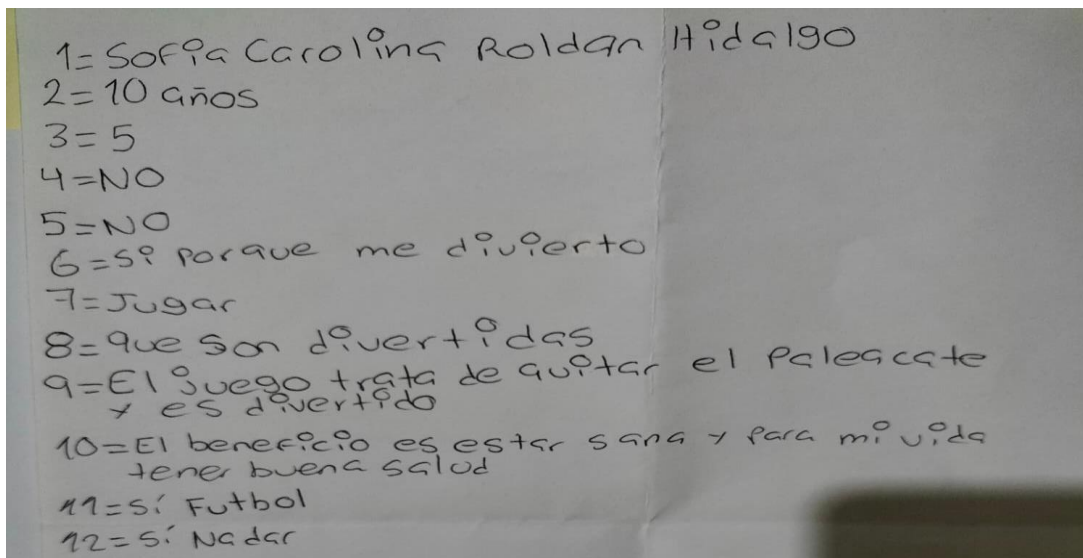 1=Sofia Carolina Roldan Hidalgo
2=10 años
3=5
4=NO
5=NO
6=si porque me divierto
7=Jugar
8=que son divertidas
9=El juego trata de quitar el Paleacate
y es divertido
10=El beneficio es estar sana y para mi vida
tener buena salud
11=sí Futbol
12=sí Nadar